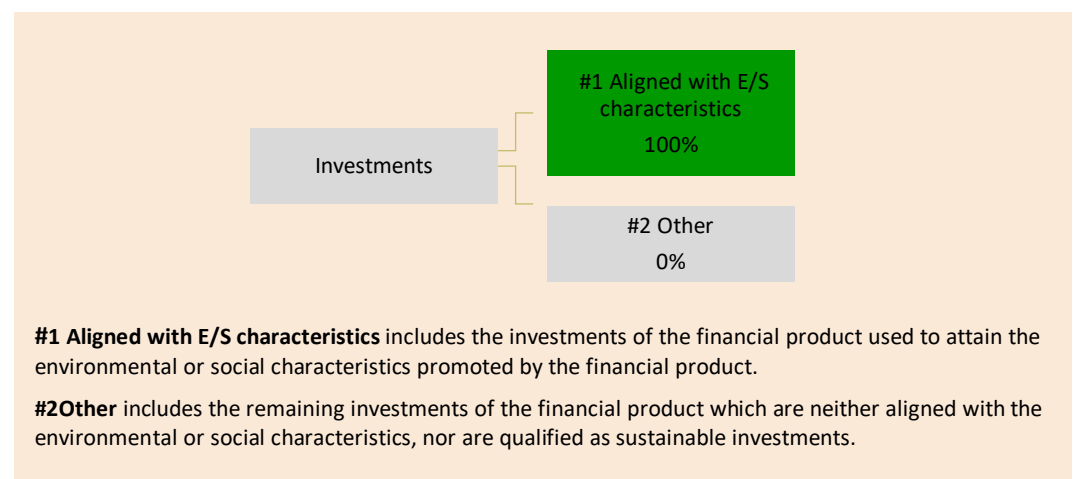 #1 Aligned with E/S
characteristics
100%
Investments
#2 Other
0%
#1 Aligned with E/S characteristics includes the investments of the financial product used to attain the
environmental or social characteristics promoted by the financial product.
#2Other includes the remaining investments of the financial product which are neither aligned with the
environmental or social characteristics, nor are qualified as sustainable investments.